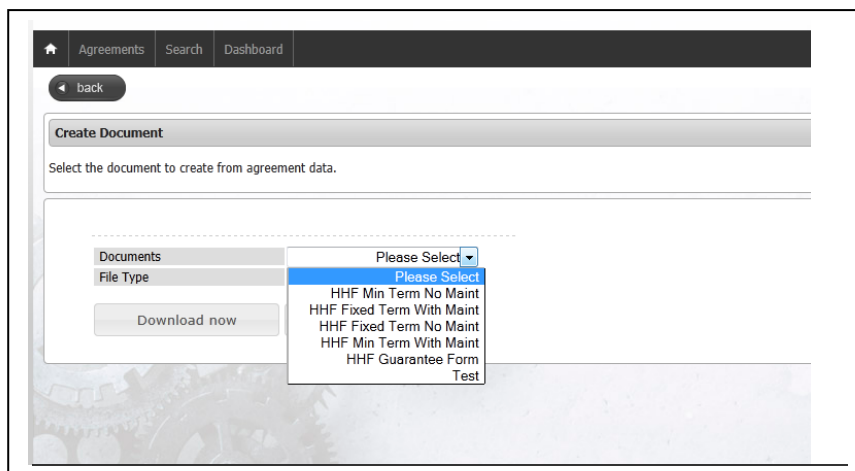 Agreements Search Dashboard
back
Create Document
Select the document to create from agreement data.
Documents Please Select
File Type Please Select
HHF Min Term No Maint
HHF Fixed Term With Maint
HHF Fixed Term No Maint
HHF Min Term With Maint
HHF Guarantee Form
Test
Download now